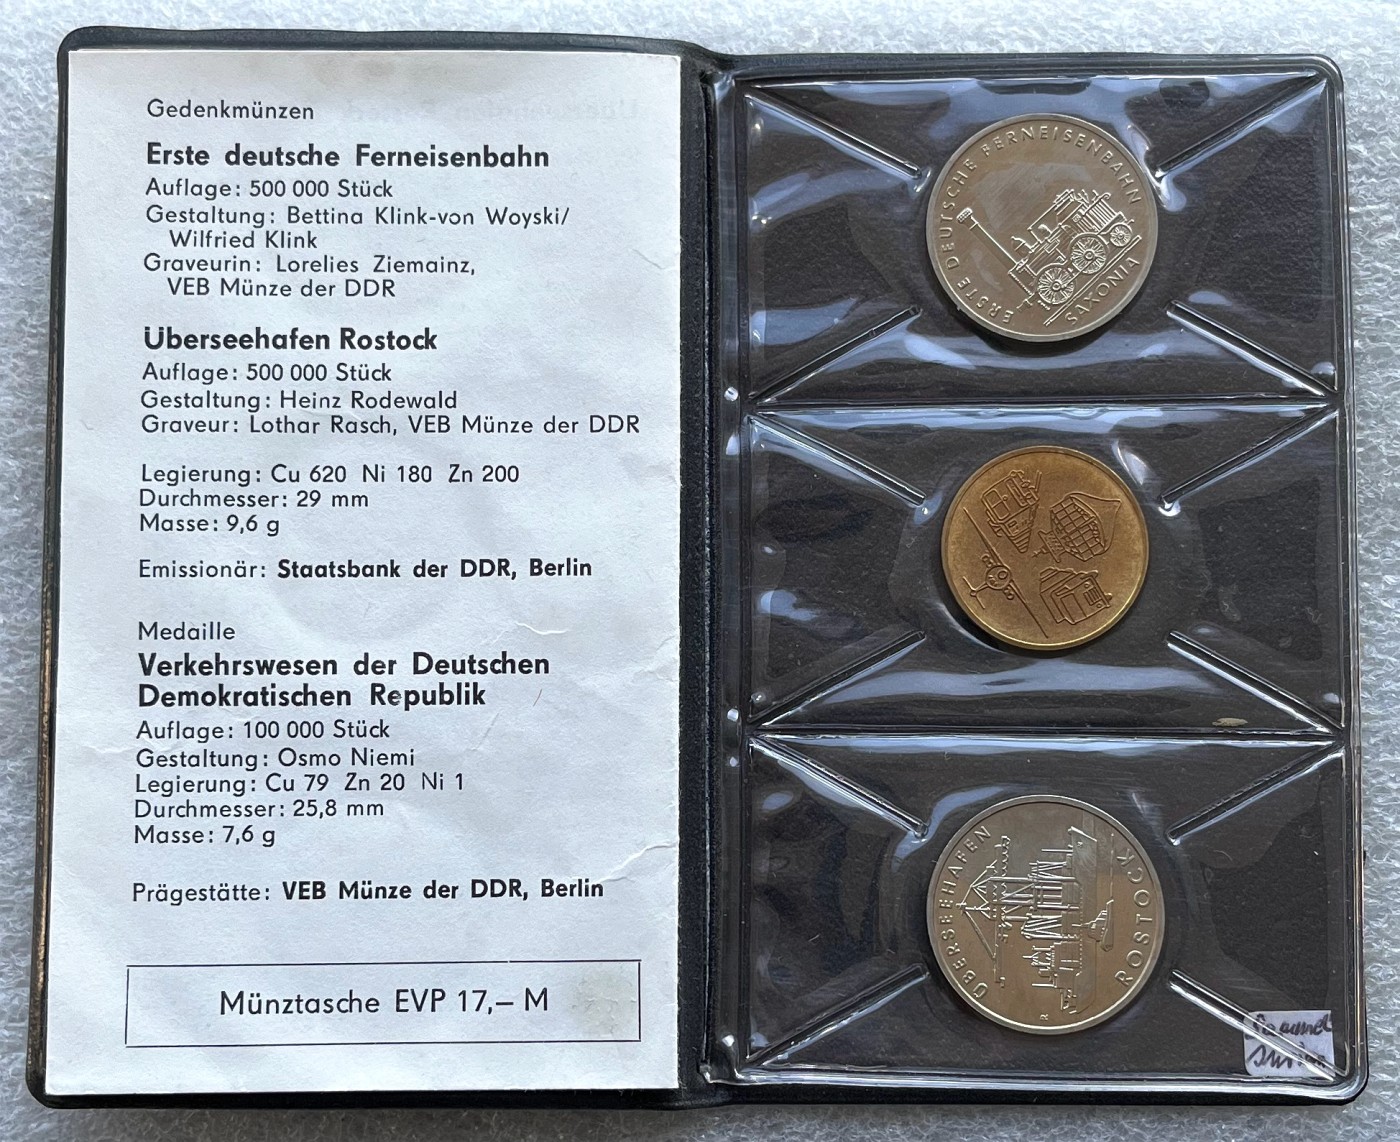 Gedenkmünzen
Erste deutsche Ferneisenbahn
Auflage: 500 000 Stück
Gestaltung: Bettina Klink-von Woyski/
Wilfried Klink
Graveurin: Lorelies Ziemainz,
VEB Münze der DDR
Überseehafen Rostock
Auflage: 500 000 Stück
Gestaltung: Heinz Rodewald
Graveur: Lothar Rasch, VEB Münze der DDR
Legierung: Cu 620 Ni 180 Zn 200
Durchmesser: 29 mm
Masse: 9,6 g
Emissionär: Staatsbank der DDR, Berlin
Medaille
Verkehrswesen der Deutschen
Demokratischen Republik
Auflage: 100 000 Stück
Gestaltung: Osmo Niemi
Legierung: Cu 79 Zn 20 Ni 1
Durchmesser: 25,8 mm
Masse: 7,6 g
Prägestätte: VEB Münze der DDR, Berlin
Münztasche EVP 17,– M
ERSTE DEUTSCHE FERNEISENBAHN
SAXONIA
ÜBERSEEHAFEN
ROSTOCK
R